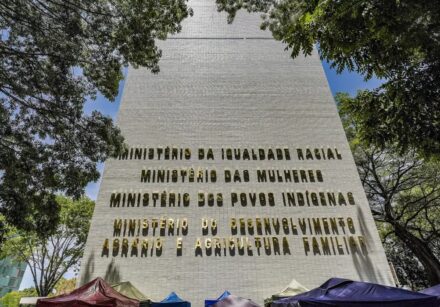 MINISTÉRIO DA IGUALDADE RACIAL
MINISTÉRIO DAS MULHERES
MINISTÉRIO DOS POVOS INDÍGENAS
MINISTÉRIO DO DESENVOLVIMENTO
AGRÁRIO E AGRICULTURA FAMILIAR